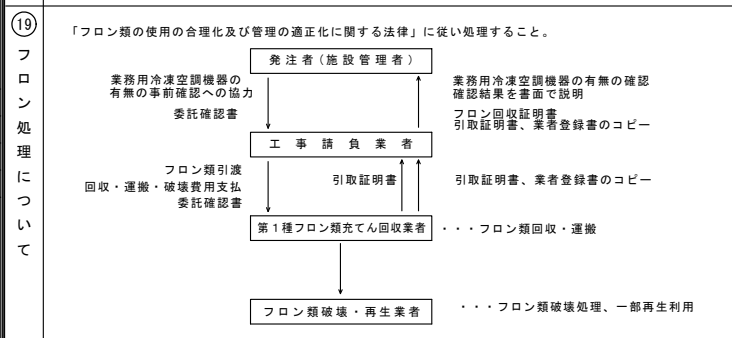 ⑲フロン処理について
「フロン類の使用の合理化及び管理の適正化に関する法律」に従い処理すること。
発注者(施設管理者)
業務用冷凍空調機器の
有無の事前確認への協力
委託確認書
業務用冷凍空調機器の有無の確認
確認結果を書面で説明
フロン回収証明書
引取証明書、業者登録書のコピー
工事請負業者
フロン類引渡
回収・運搬・破壊費用支払
委託確認書
引取証明書
引取証明書、業者登録書のコピー
第1種フロン類充てん回収業者
・・・フロン類回収・運搬
フロン類破壊・再生業者
・・・フロン類破壊処理、一部再生利用